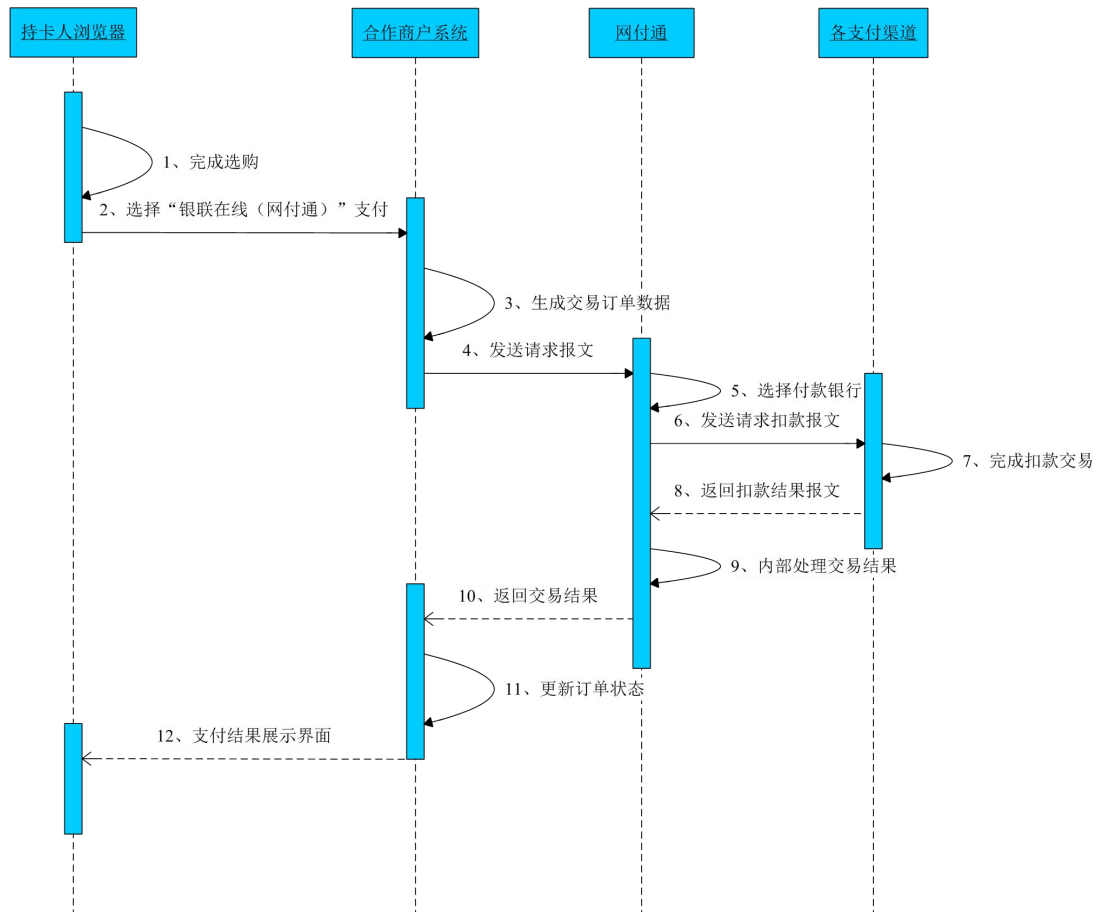 持卡人浏览器
合作商户系统
网付通
各支付渠道
1、完成选购
2、选择“银联在线（网付通）”支付
3、生成交易订单数据
4、发送请求报文
5、选择付款银行
6、发送请求扣款报文
7、完成扣款交易
8、返回扣款结果报文
9、内部处理交易结果
10、返回交易结果
11、更新订单状态
12、支付结果展示界面